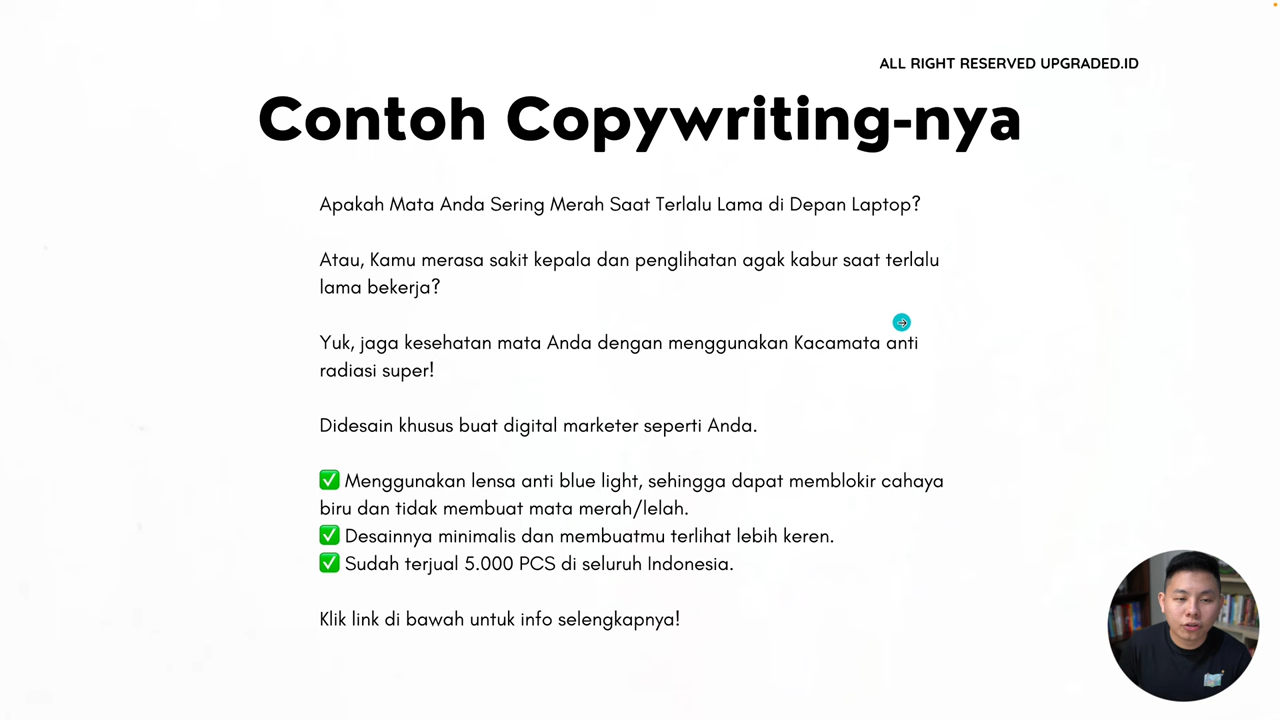 ALL RIGHT RESERVED UPGRADED.ID
Contoh Copywriting-nya
Apakah Mata Anda Sering Merah Saat Terlalu Lama di Depan Laptop?
Atau, Kamu merasa sakit kepala dan penglihatan agak kabur saat terlalu
lama bekerja?
Yuk, jaga kesehatan mata Anda dengan menggunakan Kacamata anti
radiasi super!
Didesain khusus buat digital marketer seperti Anda.
✅ Menggunakan lensa anti blue light, sehingga dapat memblokir cahaya
biru dan tidak membuat mata merah/lelah.
✅ Desainnya minimalis dan membuatmu terlihat lebih keren.
✅ Sudah terjual 5.000 PCS di seluruh Indonesia.
Klik link di bawah untuk info selengkapnya!